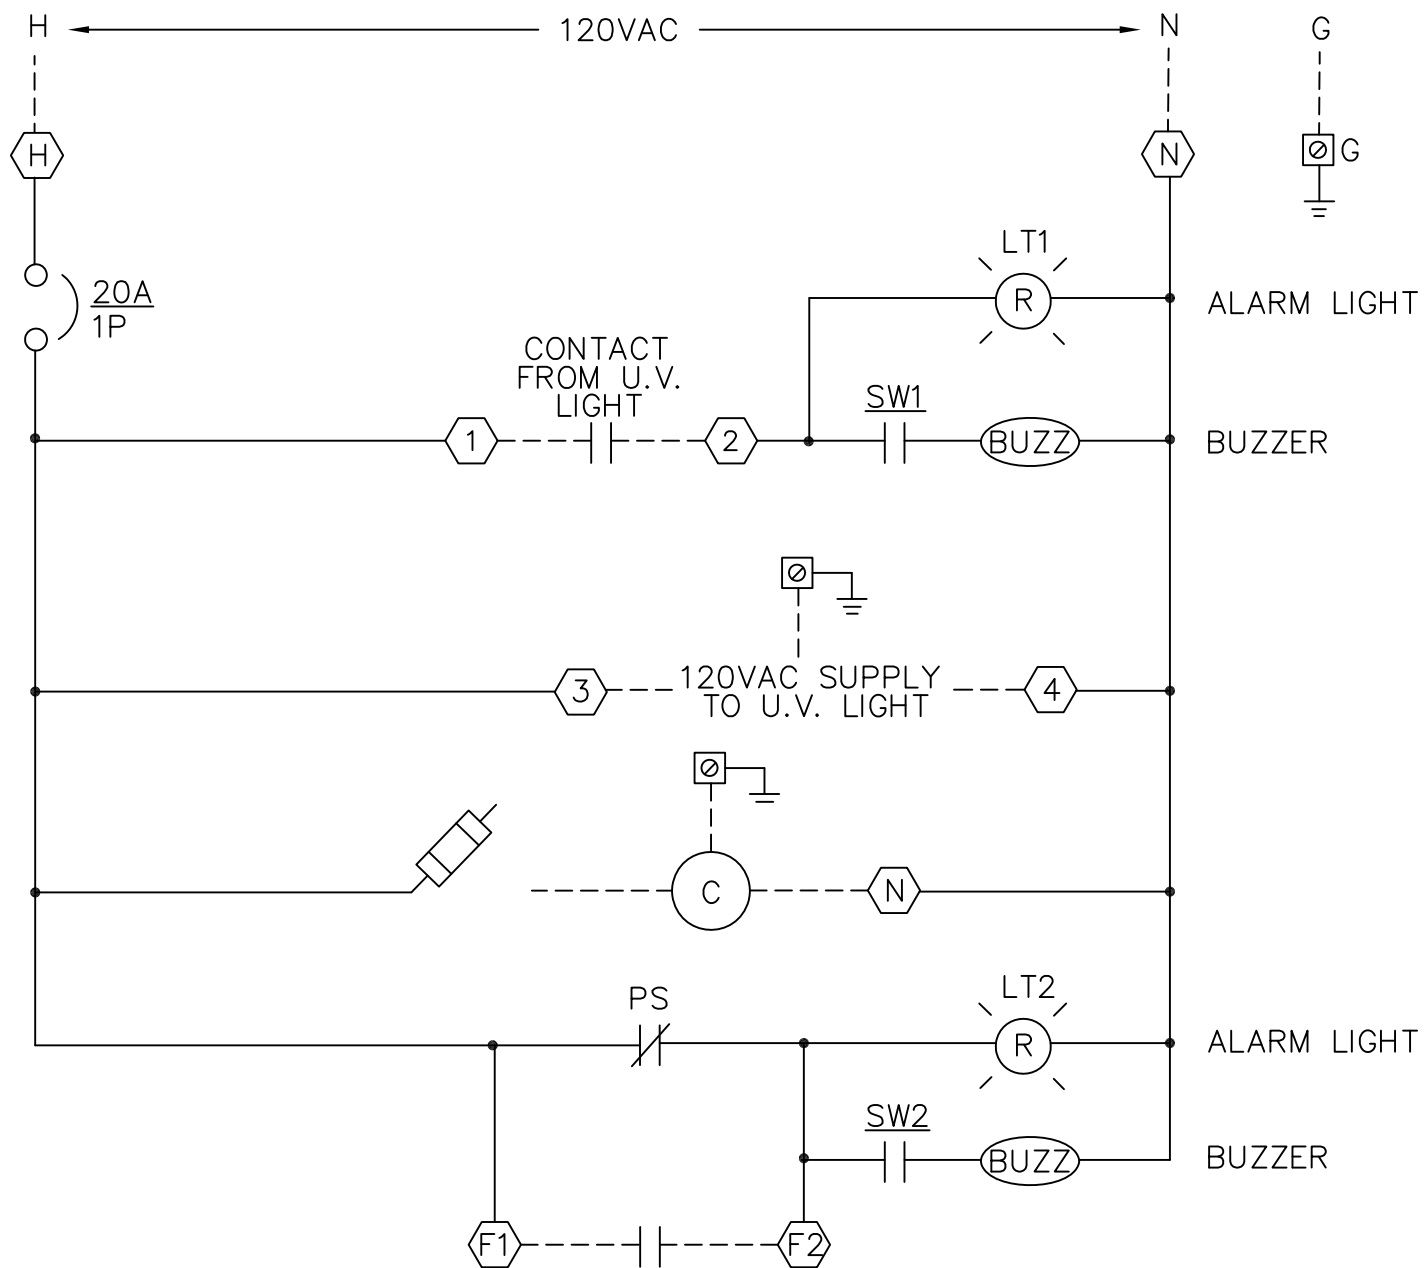 H
120VAC
N
G
H
N
G
20A
1P
LT1
R
ALARM LIGHT
CONTACT
FROM U.V.
LIGHT
SW1
1
2
BUZZ
BUZZER
3
120VAC SUPPLY
TO U.V. LIGHT
4
C
N
PS
LT2
R
ALARM LIGHT
SW2
BUZZ
BUZZER
F1
F2